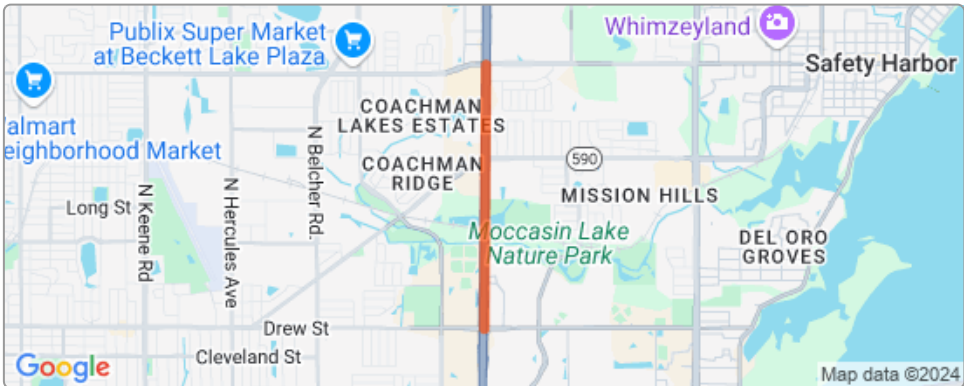 Publix Super Market
at Beckett Lake Plaza
Whimzeyland
Safety Harbor
almart
eighborhood Market
COACHMAN
LAKES ESTATES
COACHMAN
RIDGE
590
MISSION HILLS
N Belcher Rd.
N Keene Rd
N Hercules Ave
Long St
Moccasin Lake
Nature Park
DEL ORO
GROVES
Drew St
Cleveland St
Google
Map data ©2024